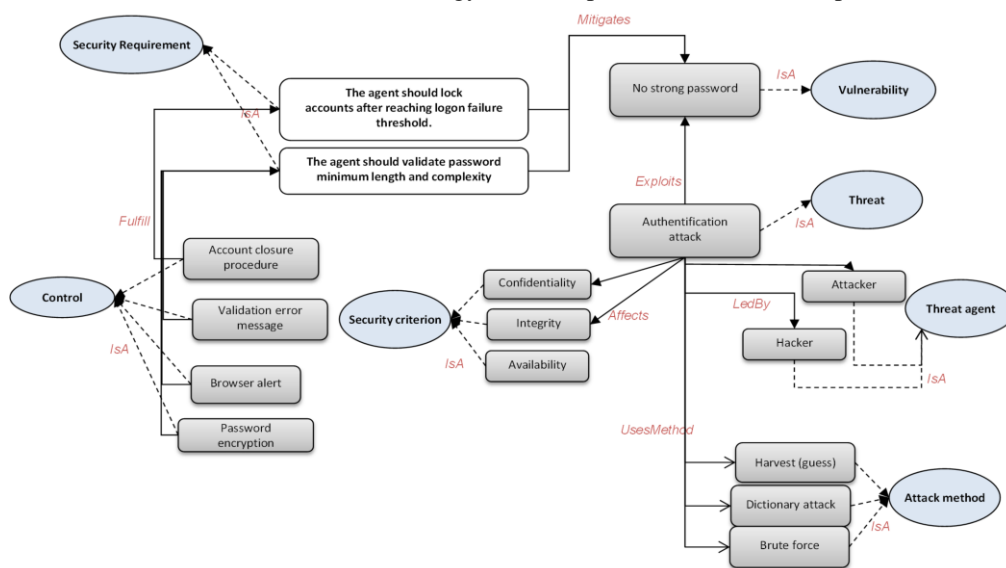 Mitigates
Security Requirement
No strong password
IsA
Vulnerability
The agent should lock
accounts after reaching logon failure
threshold.
IsA
The agent should validate password
minimum length and complexity
Exploits
Threat
Authentification
attack
IsA
Fulfill
Account closure
procedure
Confidentiality
Attacker
Control
Validation error
message
Security criterion
Integrity
Affects
LedBy
Threat agent
Hacker
IsA
IsA
Availability
Browser alert
IsA
Password
encryption
UsesMethod
Harvest (guess)
Dictionary attack
Attack method
IsA
Brute force